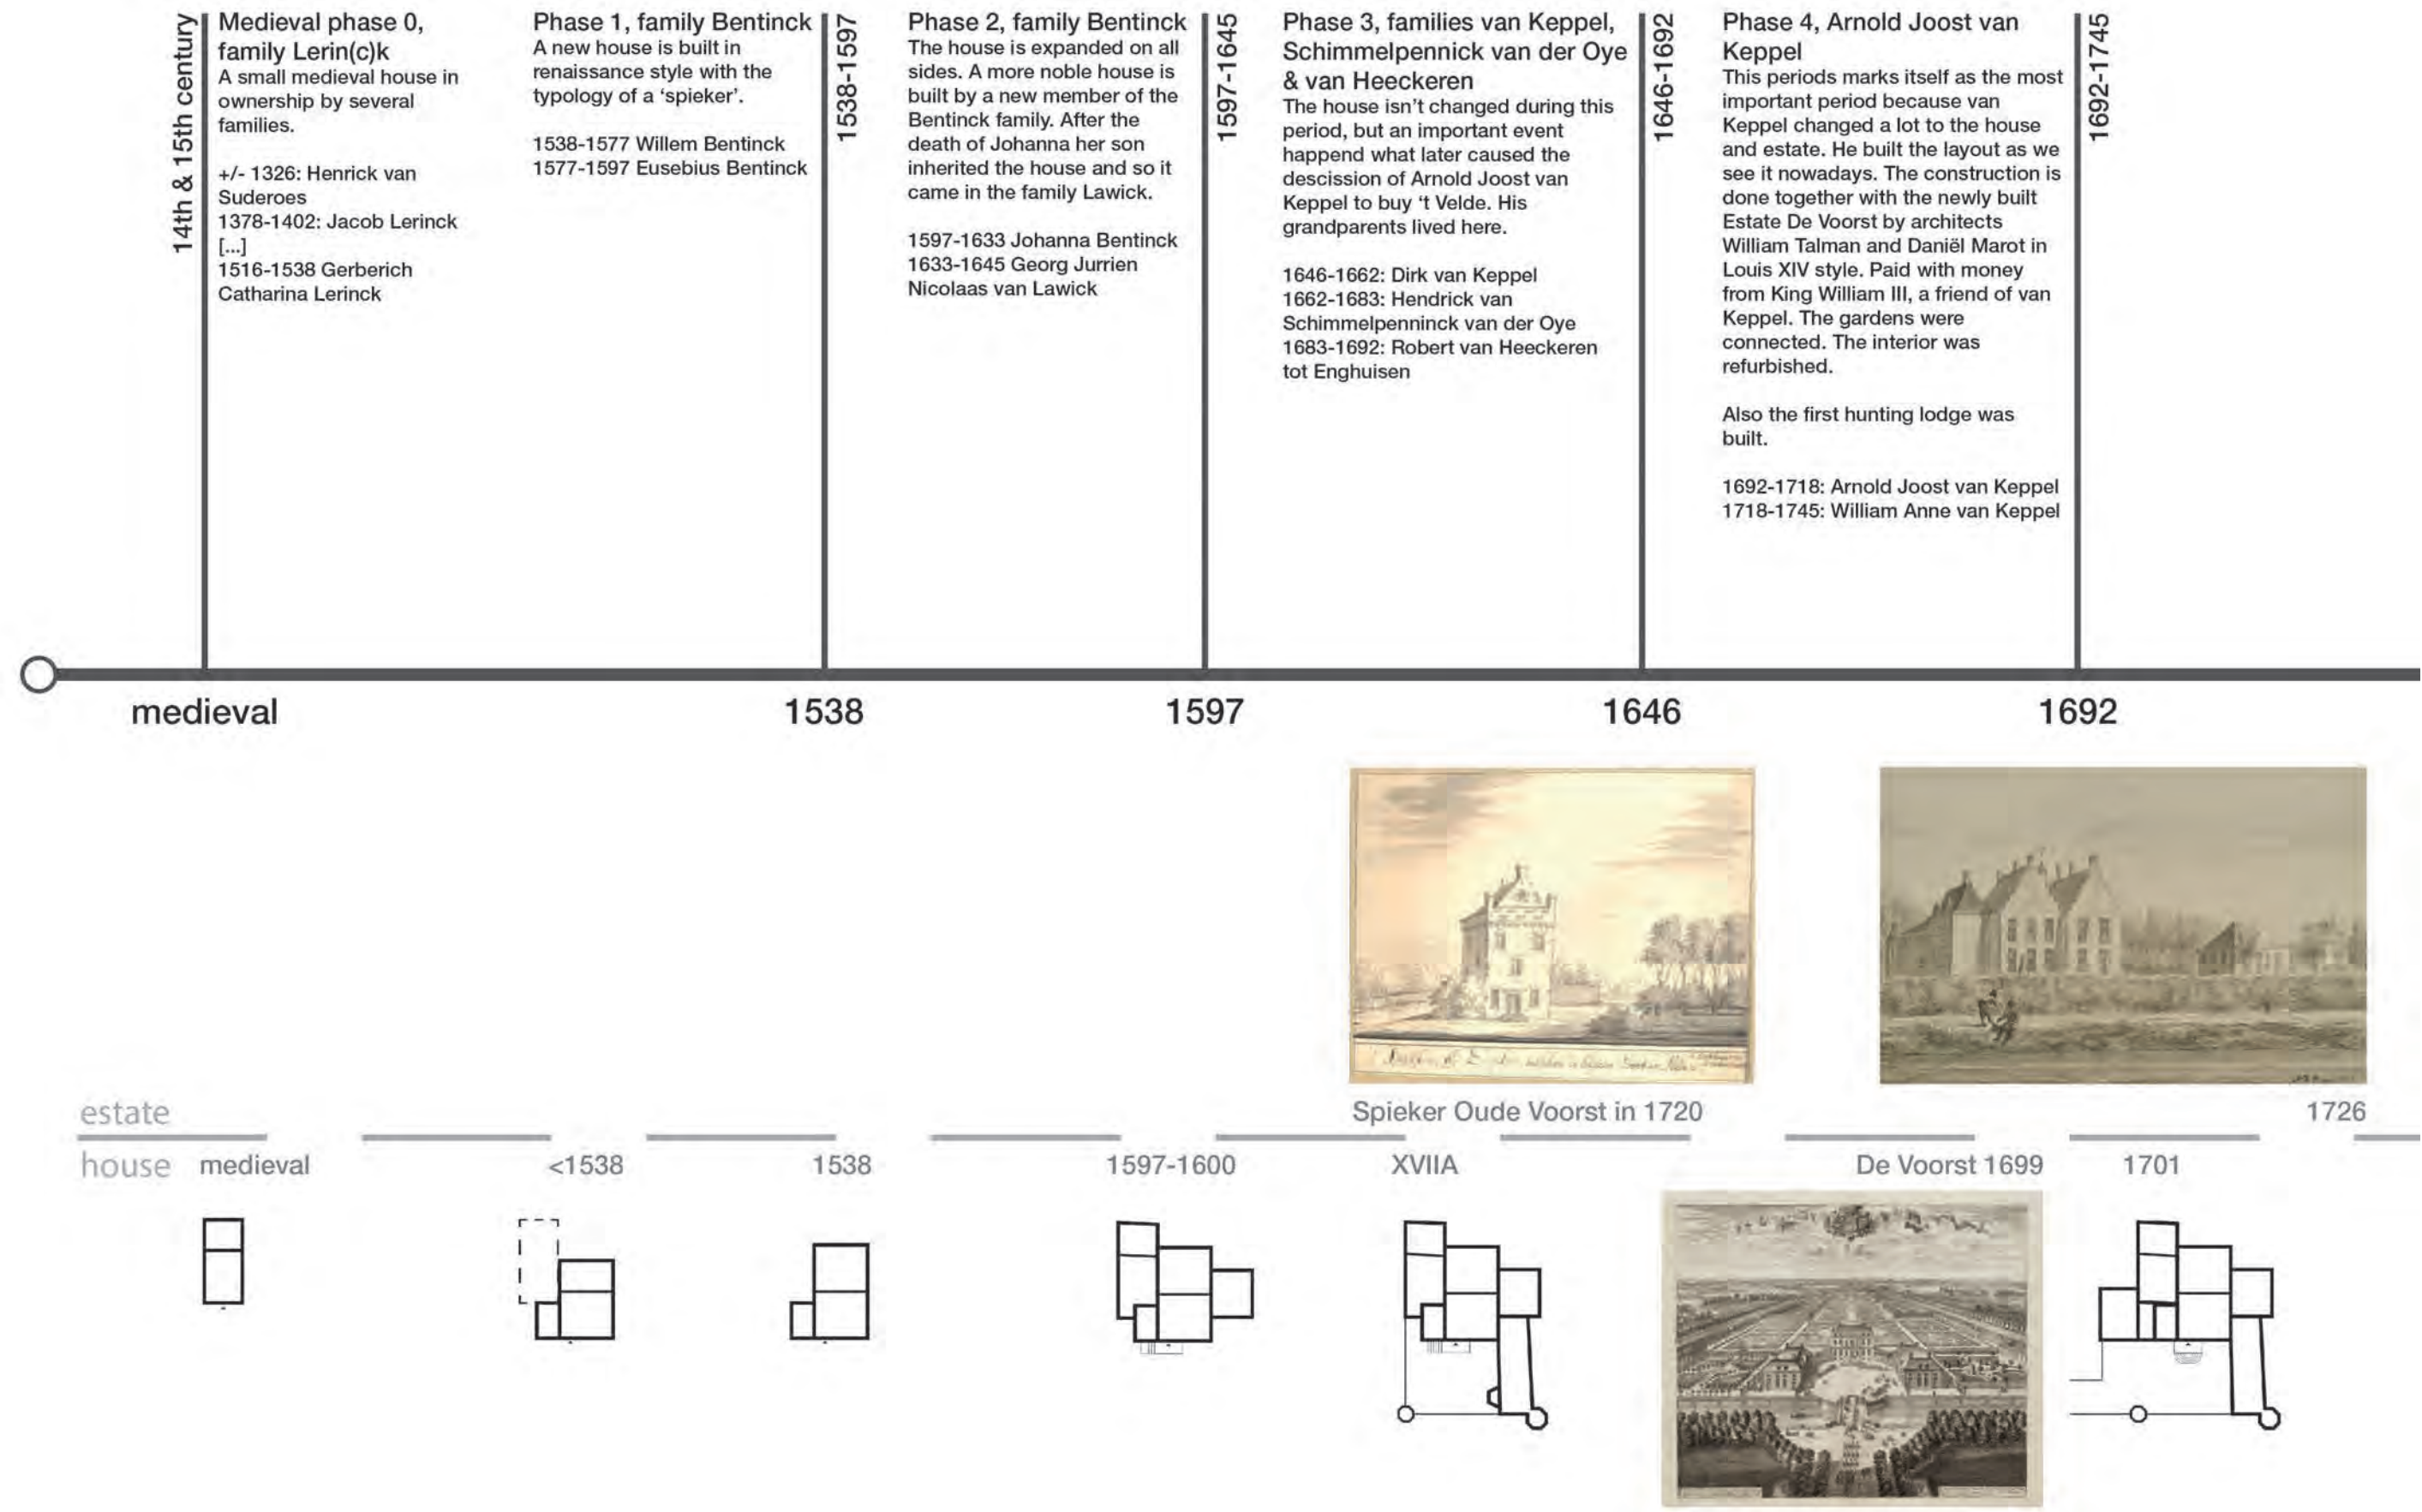 14th & 15th century
Medieval phase 0,
family Lerin(c)k
A small medieval house in
ownership by several
families.
+/- 1326: Henrick van
Suderoes
1378-1402: Jacob Lerinck
[...]
1516-1538 Gerberich
Catharina Lerinck
Phase 1, family Bentinck
A new house is built in
renaissance style with the
typology of a ‘spieker’.
1538-1577 Willem Bentinck
1577-1597 Eusebius Bentinck
1538-1597
Phase 2, family Bentinck
The house is expanded on all
sides. A more noble house is
built by a new member of the
Bentinck family. After the
death of Johanna her son
inherited the house and so it
came in the family Lawick.
1597-1633 Johanna Bentinck
1633-1645 Georg Jurrien
Nicolaas van Lawick
1597-1645
Phase 3, families van Keppel,
Schimmelpennick van der Oye
& van Heeckeren
The house isn’t changed during this
period, but an important event
happend what later caused the
descission of Arnold Joost van
Keppel to buy ‘t Velde. His
grandparents lived here.
1646-1662: Dirk van Keppel
1662-1683: Hendrick van
Schimmelpenninck van der Oye
1683-1692: Robert van Heeckeren
tot Enghuisen
1646-1692
Phase 4, Arnold Joost van
Keppel
This periods marks itself as the most
important period because van
Keppel changed a lot to the house
and estate. He built the layout as we
see it nowadays. The construction is
done together with the newly built
Estate De Voorst by architects
William Talman and Daniël Marot in
Louis XIV style. Paid with money
from King William III, a friend of van
Keppel. The gardens were
connected. The interior was
refurbished.
Also the first hunting lodge was
built.
1692-1718: Arnold Joost van Keppel
1718-1745: William Anne van Keppel
1692-1745
medieval
1538
1597
1646
1692
estate
Spieker Oude Voorst in 1720
1726
house
medieval
<1538
1538
1597-1600
XVIIA
De Voorst 1699
1701